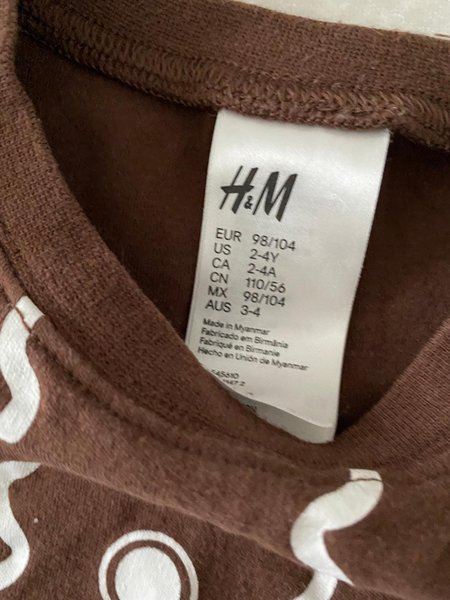 H&M
EUR 98/104
US 2-4Y
CA 2-4A
CN 110/56
MX 98/104
AUS 3-4
Made in Myanmar
Fabricado em Birmânia
Fabriqué en Birmanie
Hecho en Unión de Myanmar